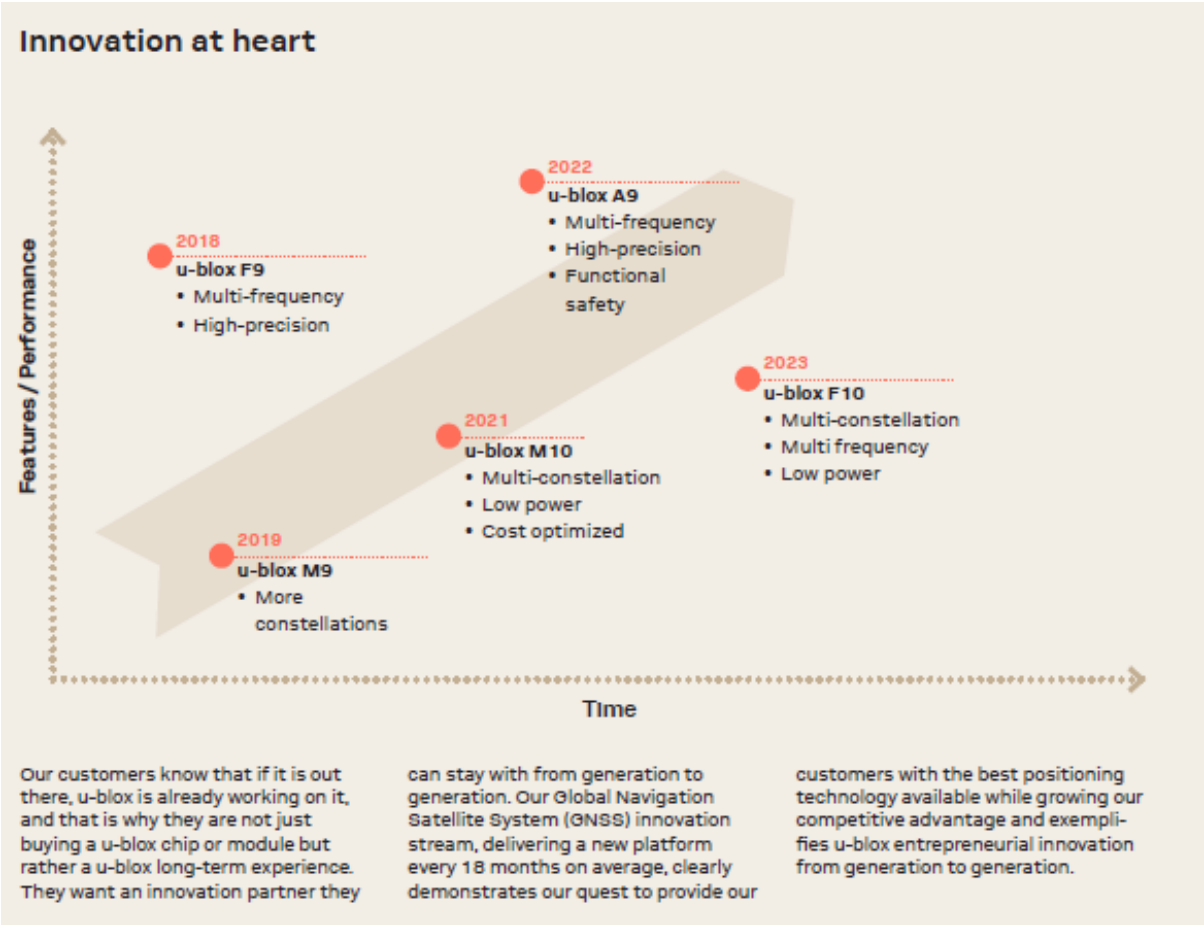 Innovation at heart
Features / Performance
2018
u-blox F9
• Multi-frequency
• High-precision
2022
u-blox A9
• Multi-frequency
• High-precision
• Functional
safety
2019
u-blox M9
• More
constellations
2021
u-blox M10
• Multi-constellation
• Low power
• Cost optimized
2023
u-blox F10
• Multi-constellation
• Multi frequency
• Low power
Time
Our customers know that if it is out
there, u-blox is already working on it,
and that is why they are not just
buying a u-blox chip or module but
rather a u-blox long-term experience.
They want an innovation partner they
can stay with from generation to
generation. Our Global Navigation
Satellite System (GNSS) innovation
stream, delivering a new platform
every 18 months on average, clearly
demonstrates our quest to provide our
customers with the best positioning
technology available while growing our
competitive advantage and exempli-
fies u-blox entrepreneurial innovation
from generation to generation.